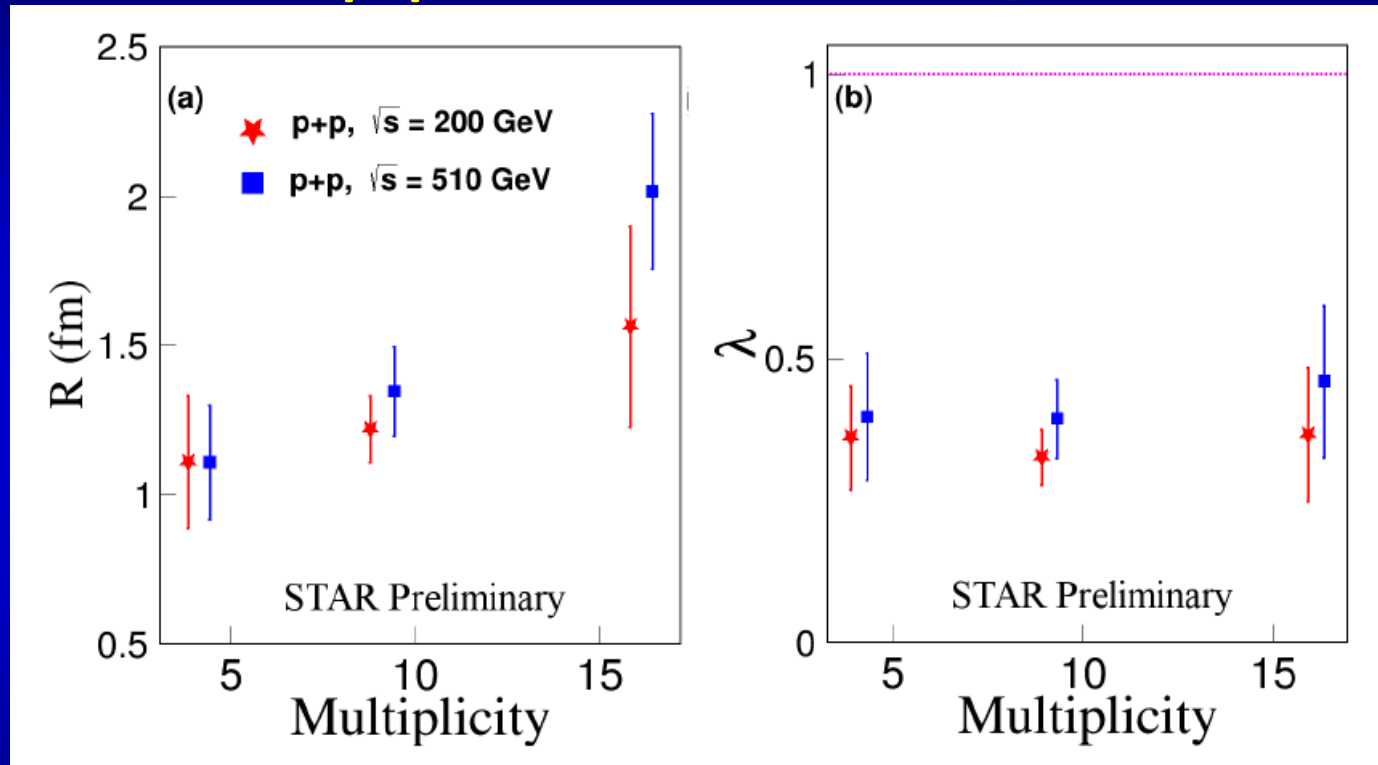 2.5
(a)
p+p, √s = 200 GeV
p+p, √s = 510 GeV
2
1.5
1
0.5
R (fm)
STAR Preliminary
5 10 15
Multiplicity
1
(b)
0.5
0
λ
STAR Preliminary
5 10 15
Multiplicity